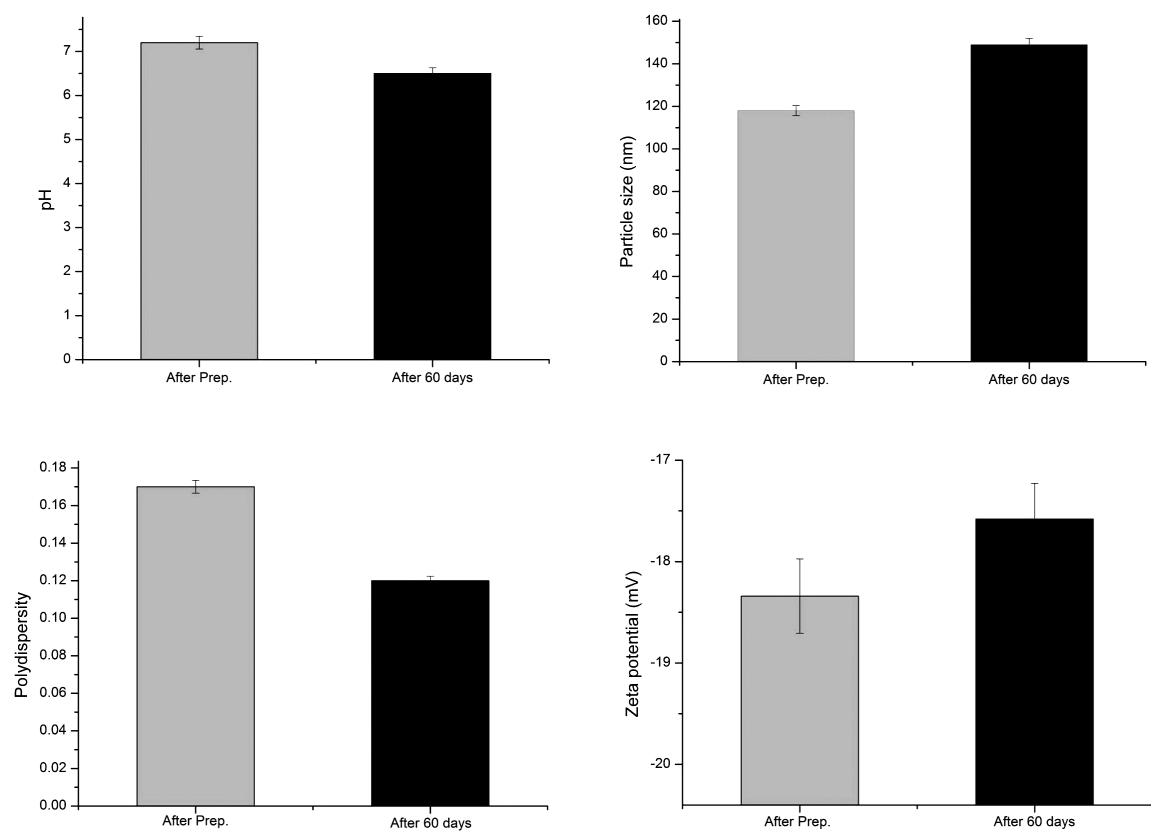 pH
7
6
5
4
3
2
1
0
After Prep.
After 60 days
Particle size (nm)
160
140
120
100
80
60
40
20
0
After Prep.
After 60 days
Polydispersity
0.18
0.16
0.14
0.12
0.10
0.08
0.06
0.04
0.02
0.00
After Prep.
After 60 days
Zeta potential (mV)
-17
-18
-19
-20
After Prep.
After 60 days